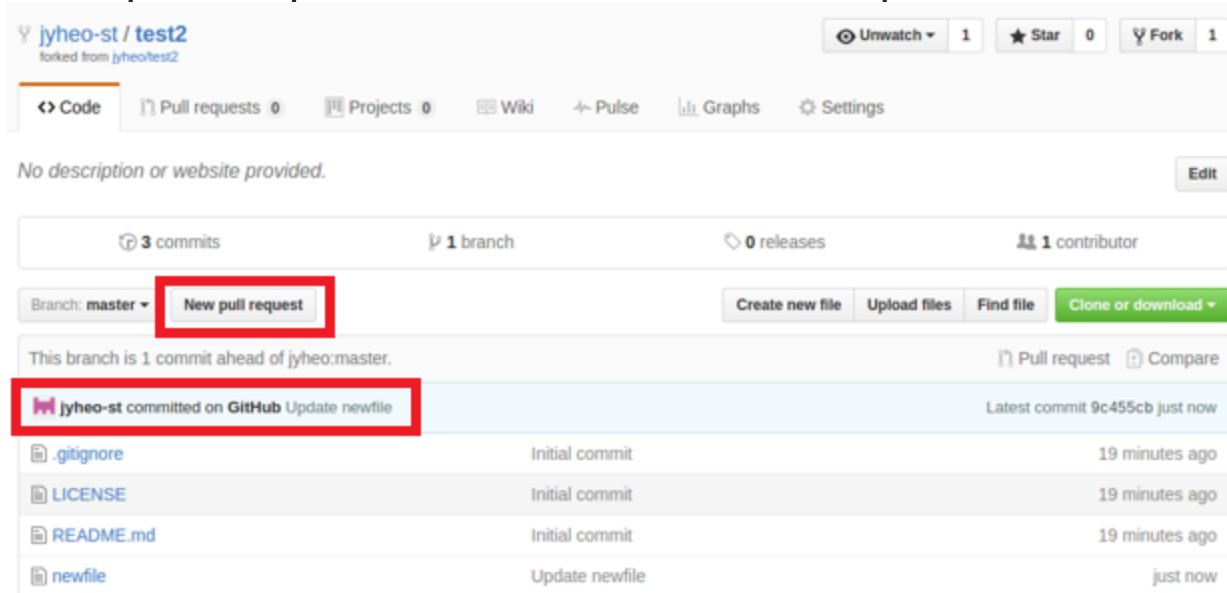 jyheo-st / test2
forked from jyheo/test2
Unwatch 1 Star 0 Fork 1
Code Pull requests 0 Projects 0 Wiki Pulse Graphs Settings
No description or website provided.
Edit
3 commits 1 branch 0 releases 1 contributor
Branch: master New pull request Create new file Upload files Find file Clone or download
This branch is 1 commit ahead of jyheo:master. Pull request Compare
jyheo-st committed on GitHub Update newfile Latest commit 9c455cb just now
.gitignore Initial commit 19 minutes ago
LICENSE Initial commit 19 minutes ago
README.md Initial commit 19 minutes ago
newfile Update newfile just now